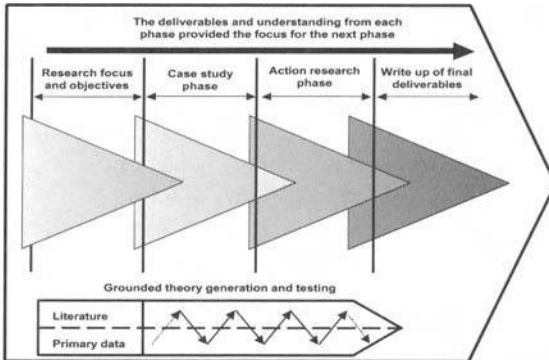 The deliverables and understanding from each
phase provided the focus for the next phase
Research focus
and objectives
Case study
phase
Action research
phase
Write up of final
deliverables
Grounded theory generation and testing
Literature
Primary data